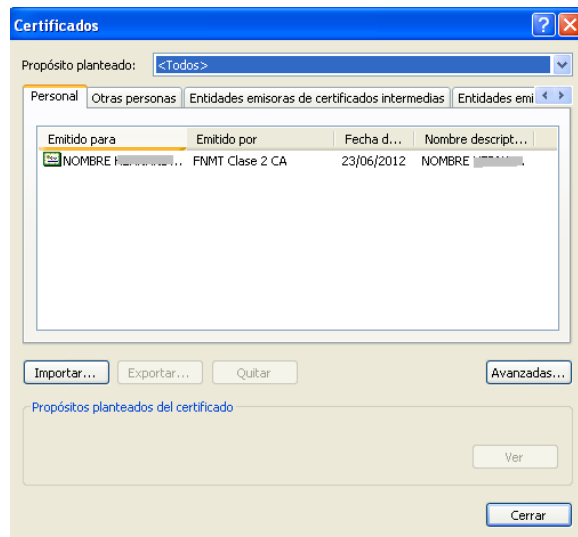 Certificados
Propósito planteado: <Todos>
Personal Otras personas Entidades emisoras de certificados intermedias Entidades emi
Emitido para Emitido por Fecha d... Nombre descript...
NOMBRE ... FNMT Clase 2 CA 23/06/2012 NOMBRE
Importar... Exportar... Quitar Avanzadas...
Propósitos planteados del certificado
Ver
Cerrar